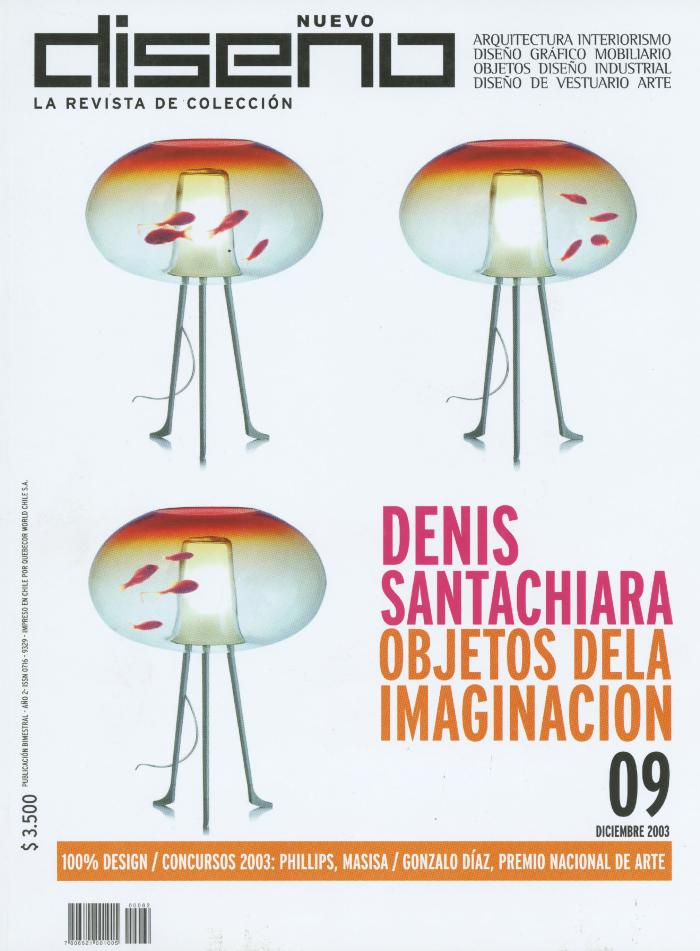 NUEVO
diseño
LA REVISTA DE COLECCIÓN
ARQUITECTURA INTERIORISMO
DISEÑO GRÁFICO MOBILIARIO
OBJETOS DISEÑO INDUSTRIAL
DISEÑO DE VESTUARIO ARTE
DENIS
SANTACHIARA
OBJETOS DELA
IMAGINACION
09
DICIEMBRE 2003
$ 3.500 PUBLICACIÓN BIMESTRAL - AÑO 2- ISSN 0716 - 9329 - IMPRESO EN CHILE POR QUEBECOR WORLD CHILE S.A.
100% DESIGN / CONCURSOS 2003: PHILLIPS, MASISA / GONZALO DÍAZ, PREMIO NACIONAL DE ARTE
00082